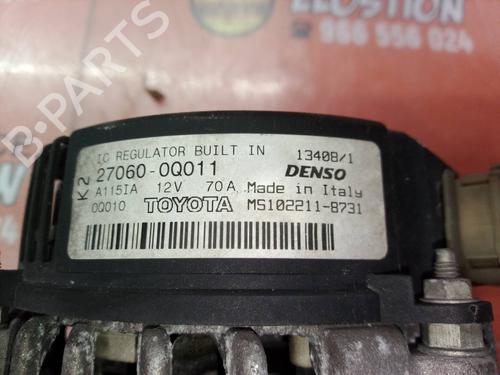 ELUSTION
966 556 024
B-PARTS
IC REGULATOR BUILT IN 13408/1
K2 27060-0Q011 DENSO
A115IA 12V 70A Made in Italy
0Q010 TOYOTA MS102211-8731